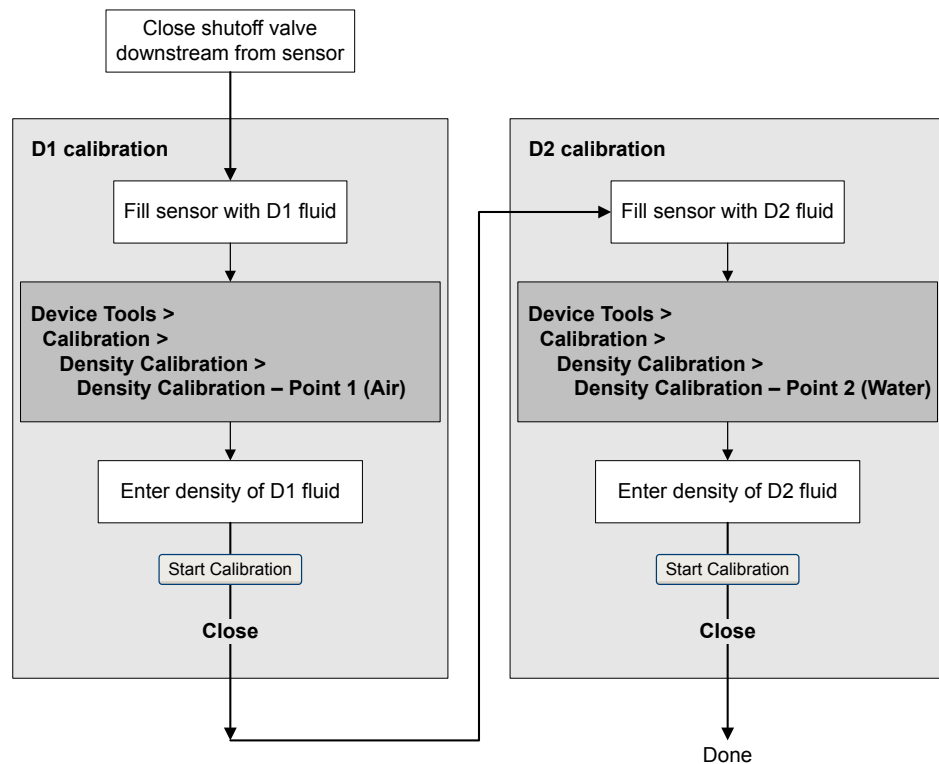 Close shutoff valve
downstream from sensor
D1 calibration
Fill sensor with D1 fluid
Device Tools >
Calibration >
Density Calibration >
Density Calibration – Point 1 (Air)
Enter density of D1 fluid
Start Calibration
Close
D2 calibration
Fill sensor with D2 fluid
Device Tools >
Calibration >
Density Calibration >
Density Calibration – Point 2 (Water)
Enter density of D2 fluid
Start Calibration
Close
Done